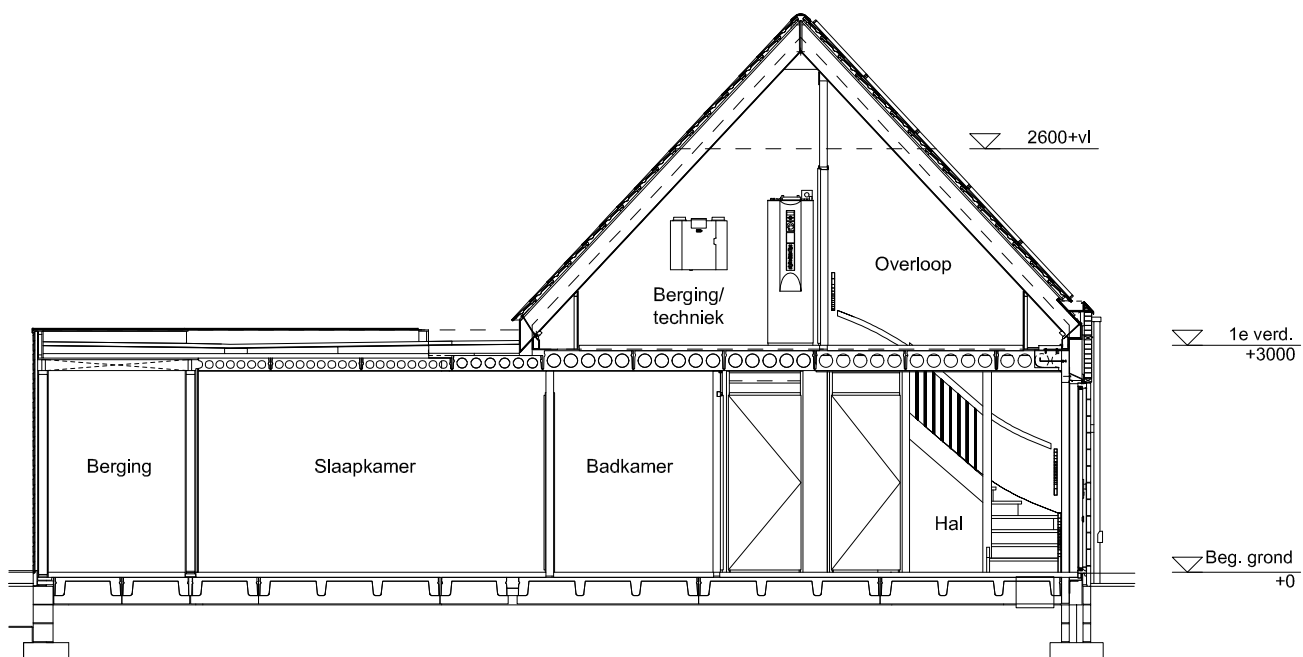 2600+vl
Overloop
Berging/
techniek
1e verd.
+3000
Berging
Slaapkamer
Badkamer
Hal
Beg. grond
+0